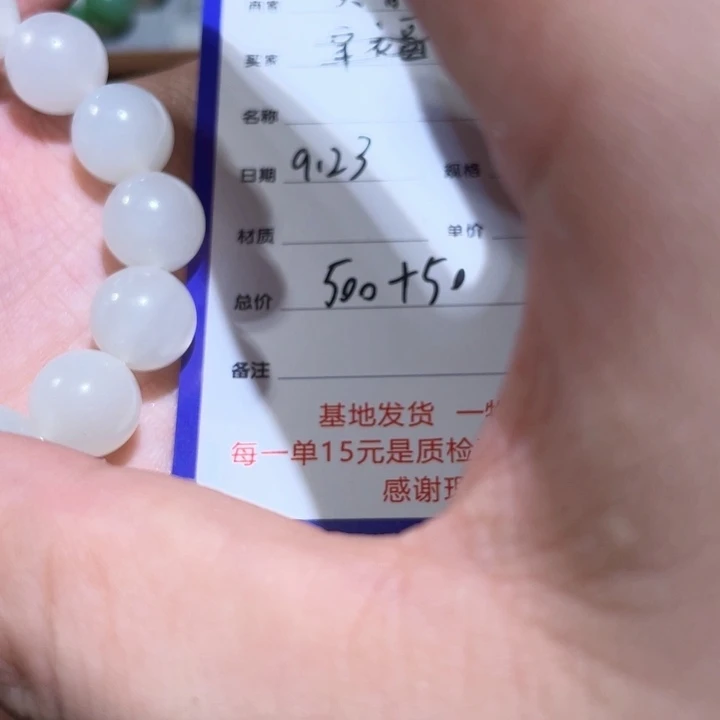 买家
名称
日期 9.23 规格
材质 单价
总价 500+50
备注
基地发货 一
每一单15元是质检
感谢